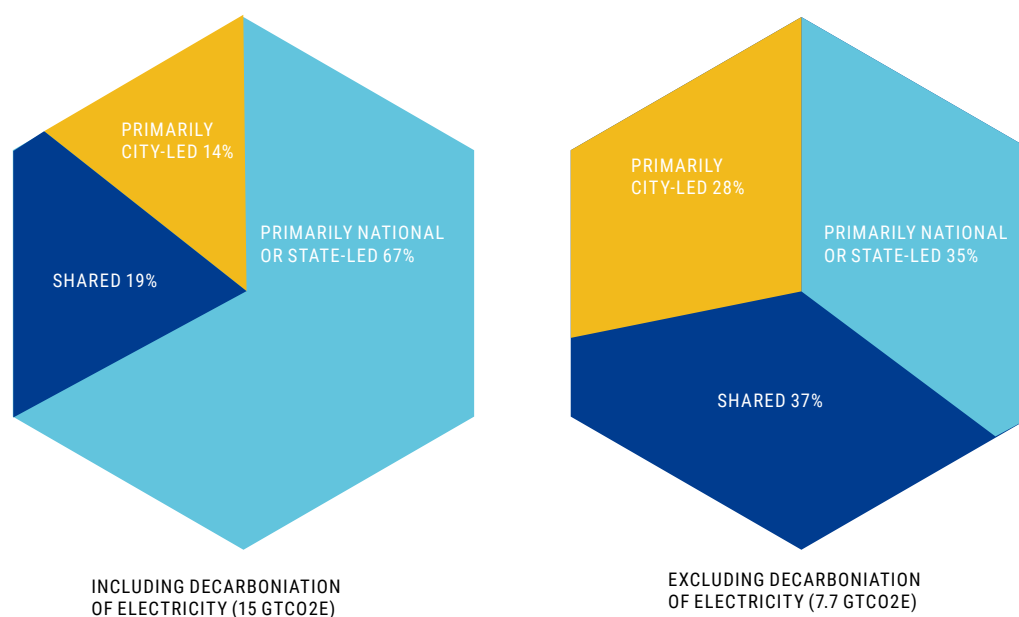 PRIMARILY
CITY-LED 14%
PRIMARILY NATIONAL
OR STATE-LED 67%
SHARED 19%
INCLUDING DECARBONIATION
OF ELECTRICITY (15 GTCO2E)
PRIMARILY
CITY-LED 28%
PRIMARILY NATIONAL
OR STATE-LED 35%
SHARED 37%
EXCLUDING DECARBONIATION
OF ELECTRICITY (7.7 GTCO2E)